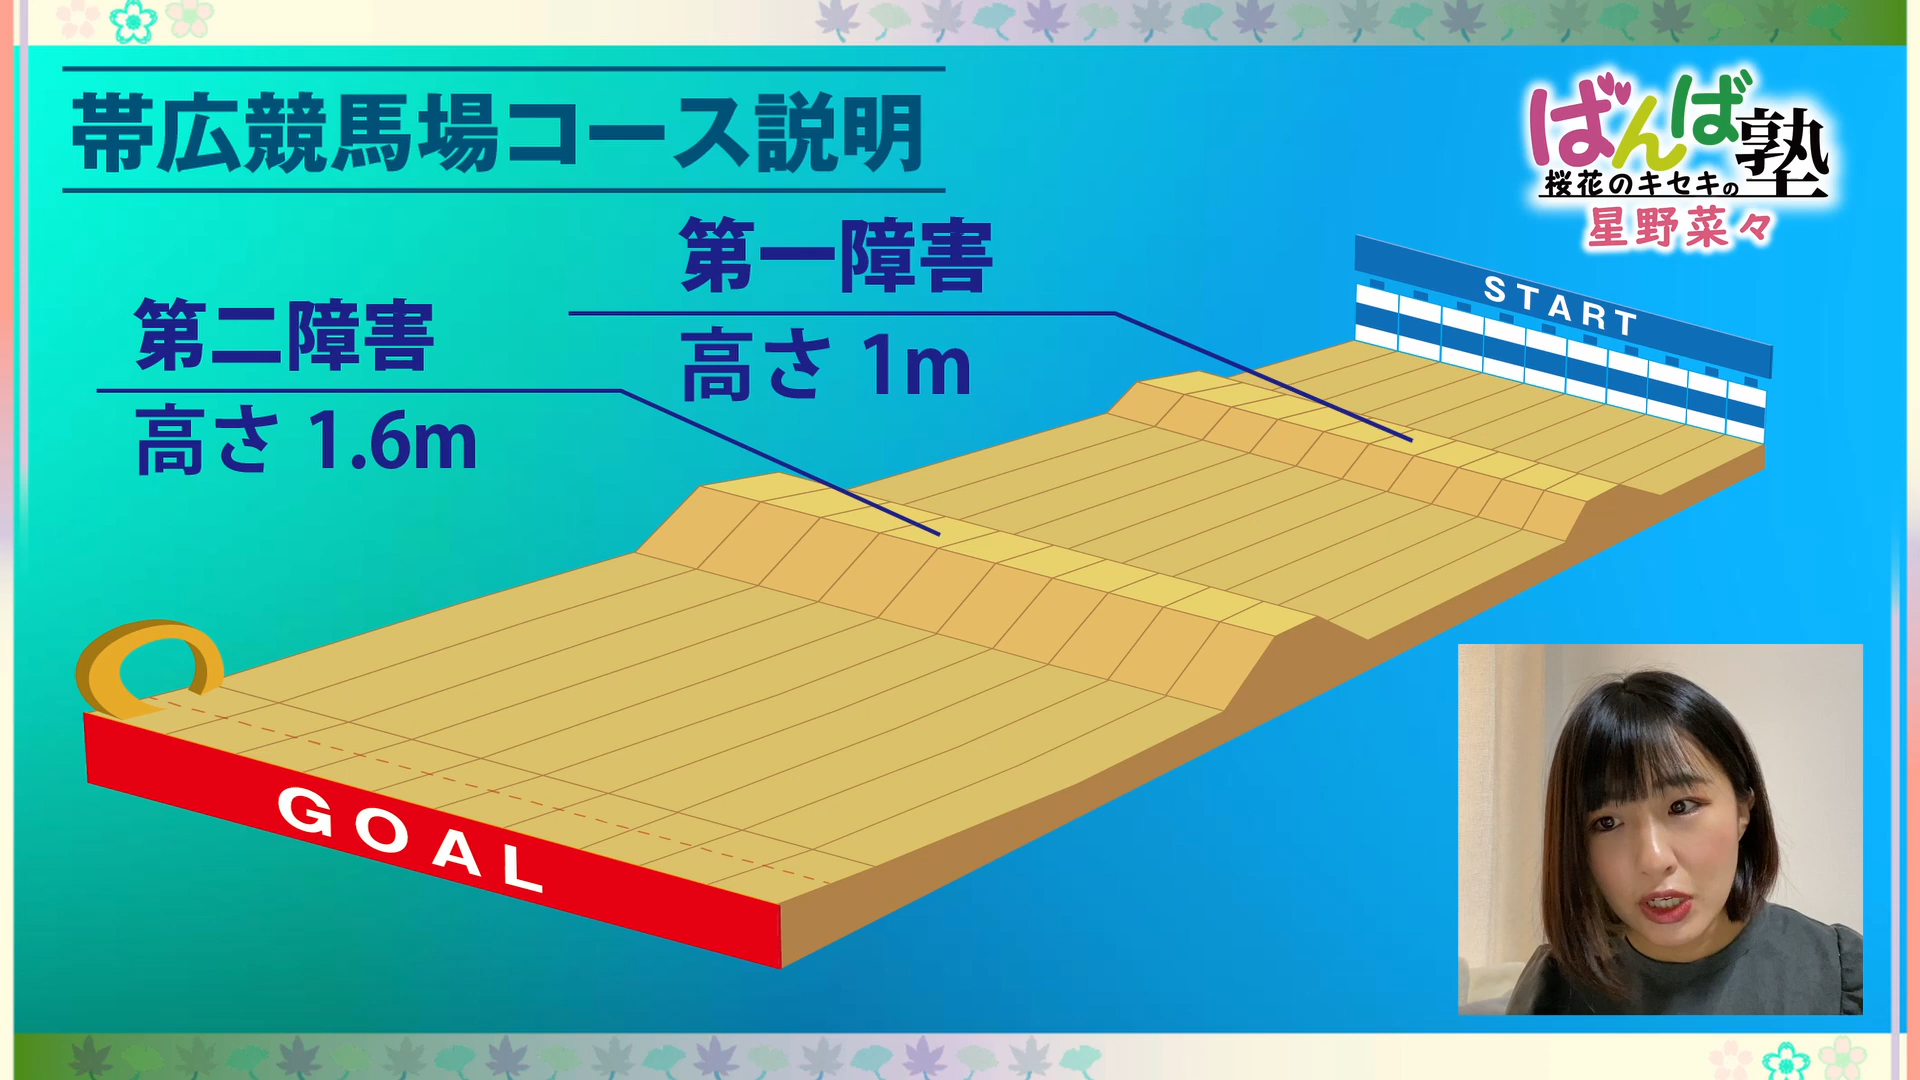 帯広競馬場コース説明
ばんば塾
桜花のキセキの
星野菜々
第一障害
高さ 1m
第二障害
高さ 1.6m
START
GOAL